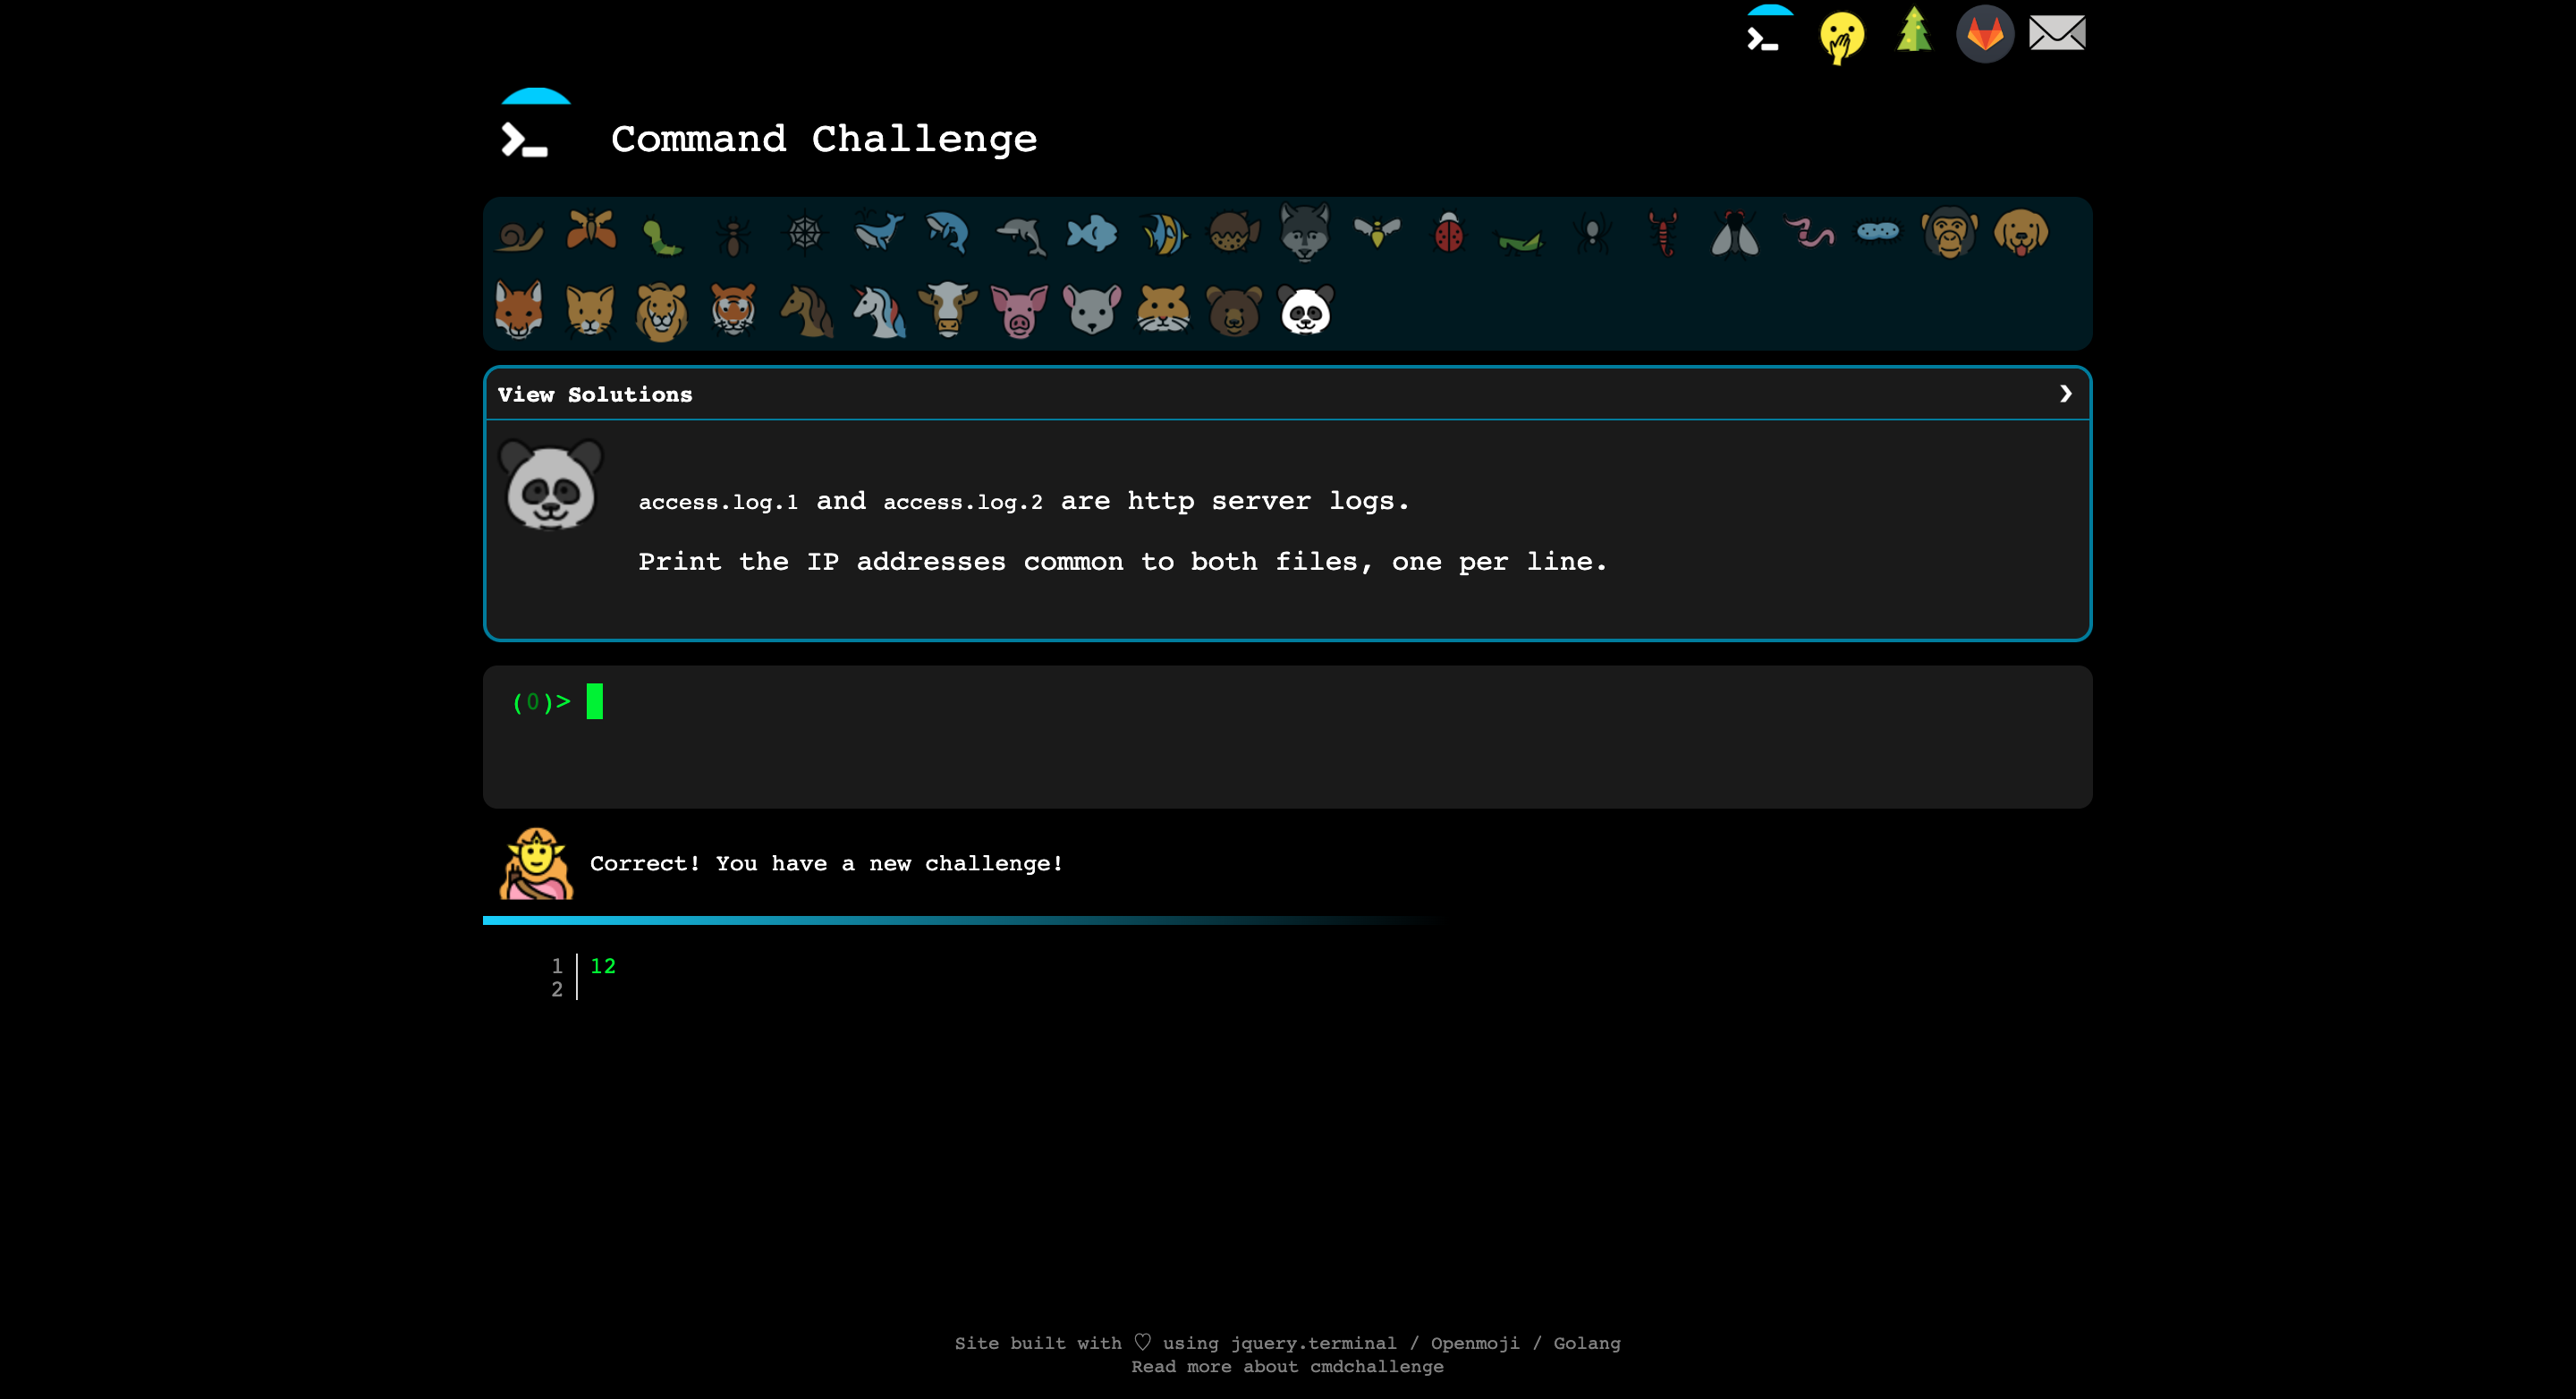 Command Challenge
View Solutions ❯
access.log.1 and access.log.2 are http server logs.
Print the IP addresses common to both files, one per line.
(0)>
Correct! You have a new challenge!
1 12
2
Site built with ♡ using jquery.terminal / Openmoji / Golang
Read more about cmdchallenge